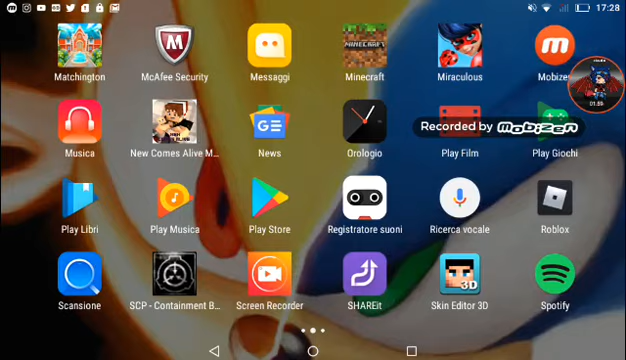 17:28
Matchington
McAfee Security
Messaggi
Minecraft
Miraculous
Mobizen
01.89
Musica
New Comes Alive M...
News
Orologio
Play Film
Play Giochi
Recorded by Mobizen
Play Libri
Play Musica
Play Store
Registratore suoni
Ricerca vocale
Roblox
Scansione
SCP - Containment B...
Screen Recorder
SHAREit
3D
Skin Editor 3D
Spotify